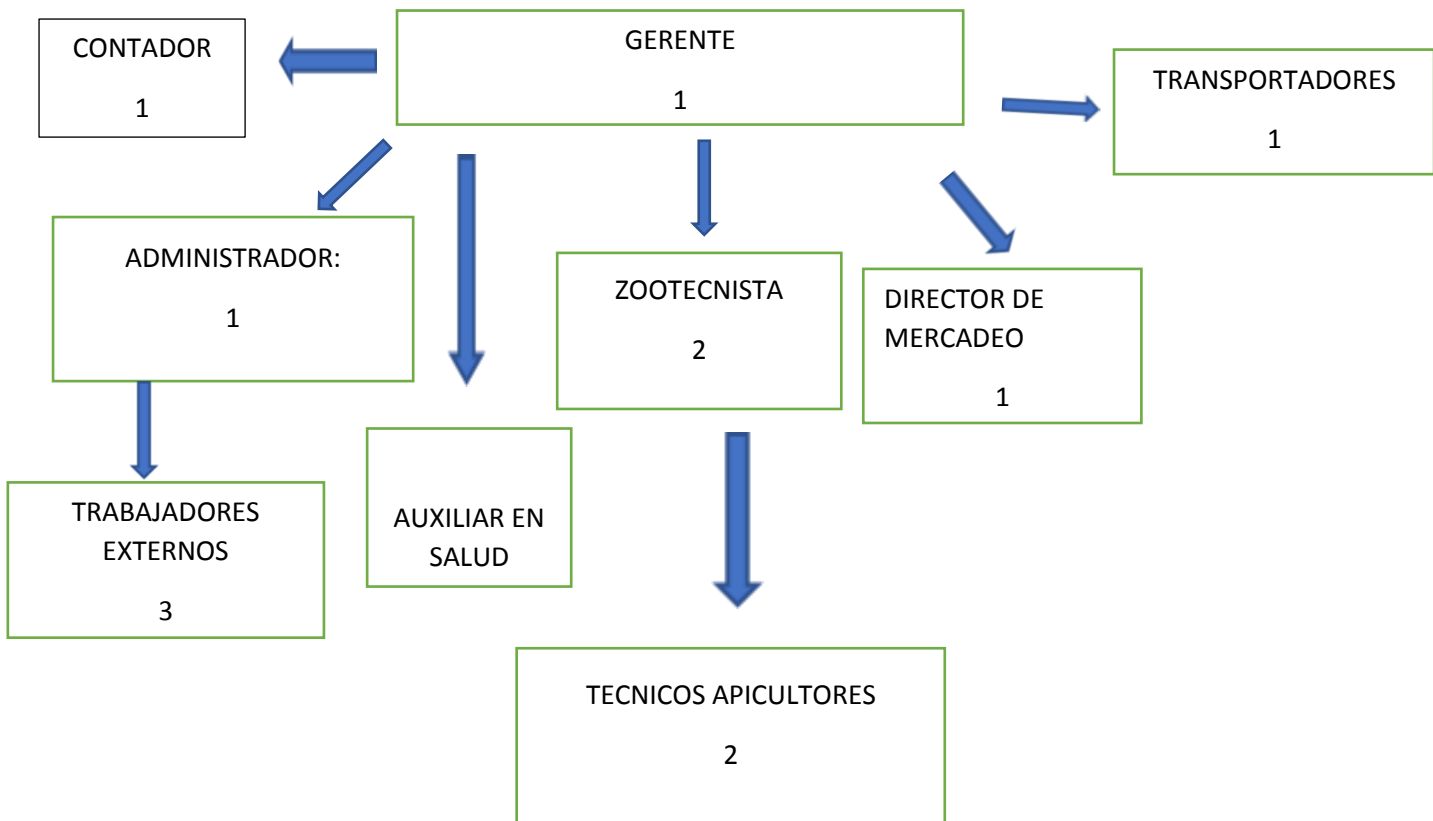 CONTADOR
1
GERENTE
1
TRANSPORTADORES
1
ADMINISTRADOR:
1
ZOOTECNISTA
2
DIRECTOR DE
MERCADEO
1
TRABAJADORES
EXTERNOS
3
AUXILIAR EN
SALUD
TECNICOS APICULTORES
2